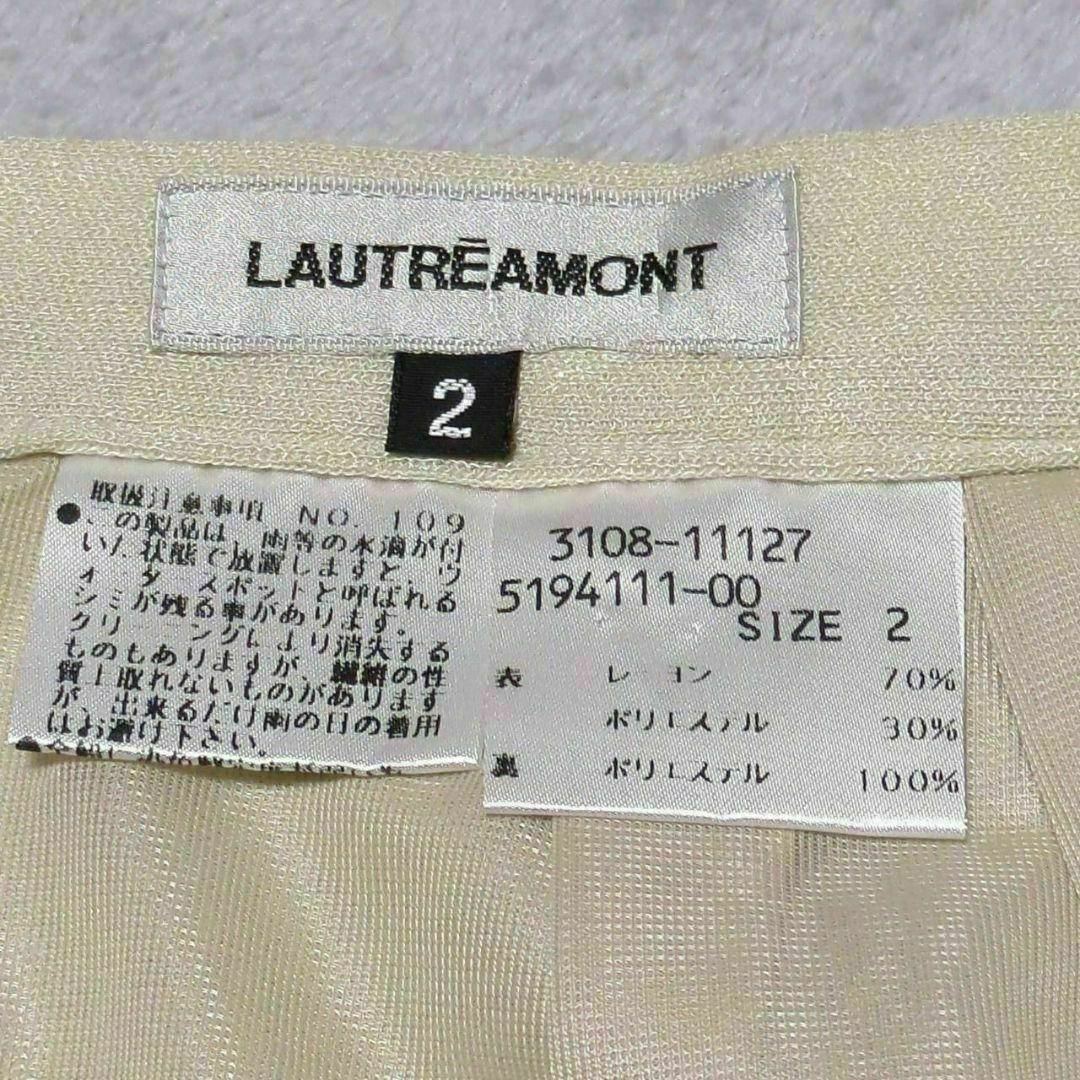 LAUTRĒAMONT
2
取扱注意事項 NO. 109
●この製品は、雨等の水滴が付
いた状態で放置しますと、ウ
ォータースポットと呼ばれる
シミが残る事があります。
クリーニングにより消失する
ものもありますが、繊維の性
質上取れないものがあります
が、出来るだけ雨の日の着用
はお避け下さい。
3108-11127
5194111-00
SIZE 2
表 レーヨン 70%
ポリエステル 30%
裏 ポリエステル 100%